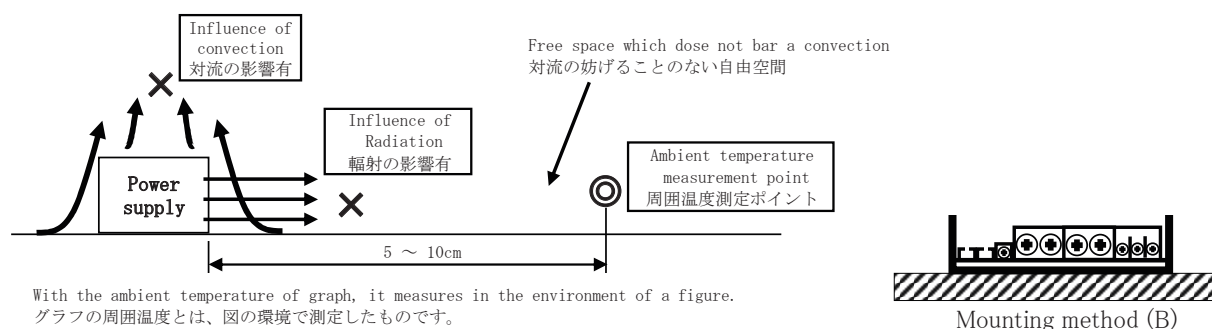 Influence of
convection
対流の影響有
Free space which dose not bar a convection
対流の妨げることのない自由空間
Influence of
Radiation
輻射の影響有
Ambient temperature
measurement point
周囲温度測定ポイント
Power
supply
5 ～ 10cm
With the ambient temperature of graph, it measures in the environment of a figure.
グラフの周囲温度とは、図の環境で測定したものです。
Mounting method (B)